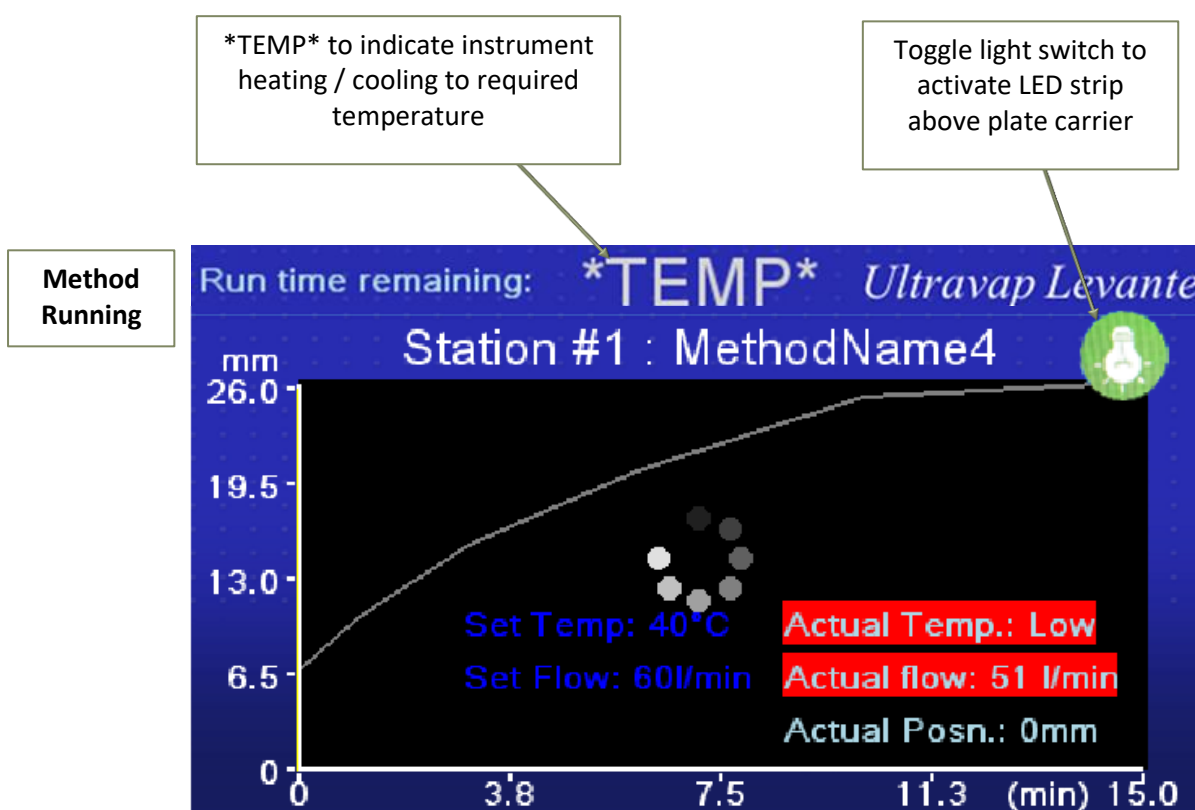 *TEMP* to indicate instrument
heating / cooling to required
temperature
Toggle light switch to
activate LED strip
above plate carrier
Method
Running
Run time remaining: *TEMP* Ultravap Levante
Station #1 : MethodName4
mm
26.0
19.5
13.0
Set Temp: 40°C Actual Temp.: Low
6.5 Set Flow: 60l/min Actual flow: 51 l/min
Actual Posn.: 0mm
0
0 3.8 7.5 11.3 (min) 15.0